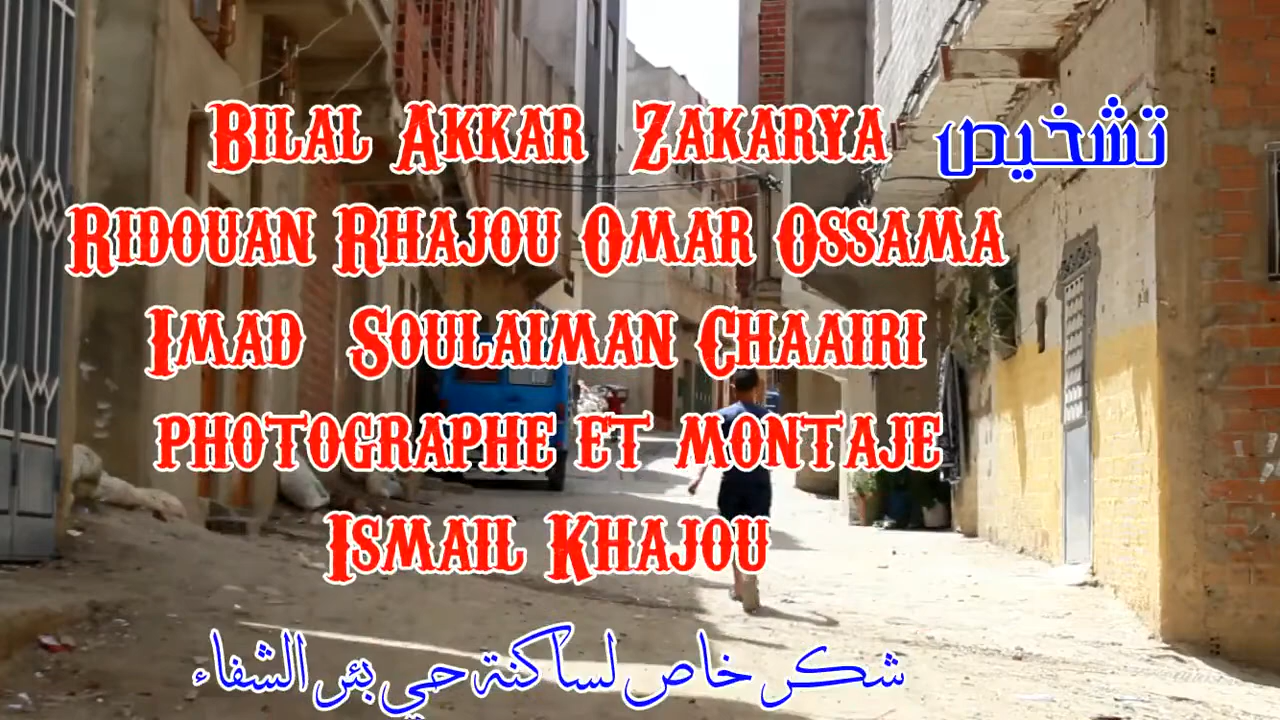 Bilal Akkar Zakarya تشخيص
Ridouan Rhajou Omar Ossama
Imad Soulaiman Chaairi
photographe et montaje
Ismail Khajou
شكر خاص لساكنة حي بئر الشفاء